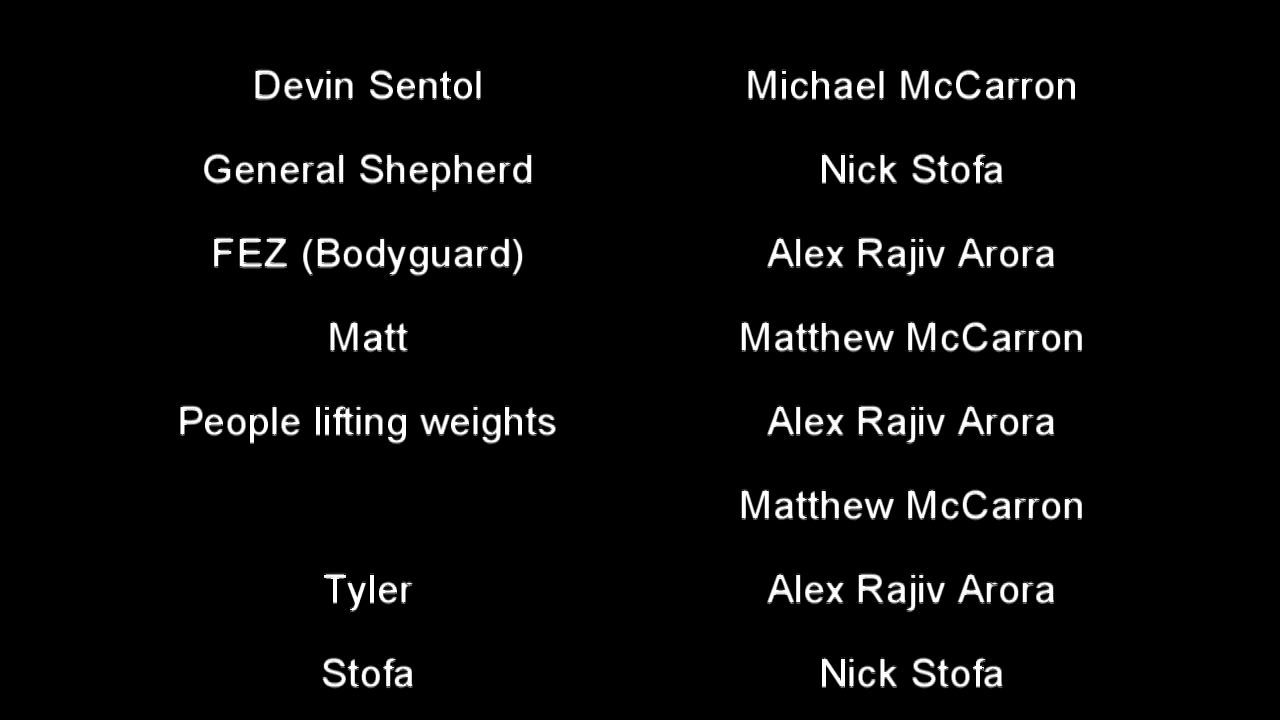 Devin Sentol Michael McCarron
General Shepherd Nick Stofa
FEZ (Bodyguard) Alex Rajiv Arora
Matt Matthew McCarron
People lifting weights Alex Rajiv Arora
Matthew McCarron
Tyler Alex Rajiv Arora
Stofa Nick Stofa